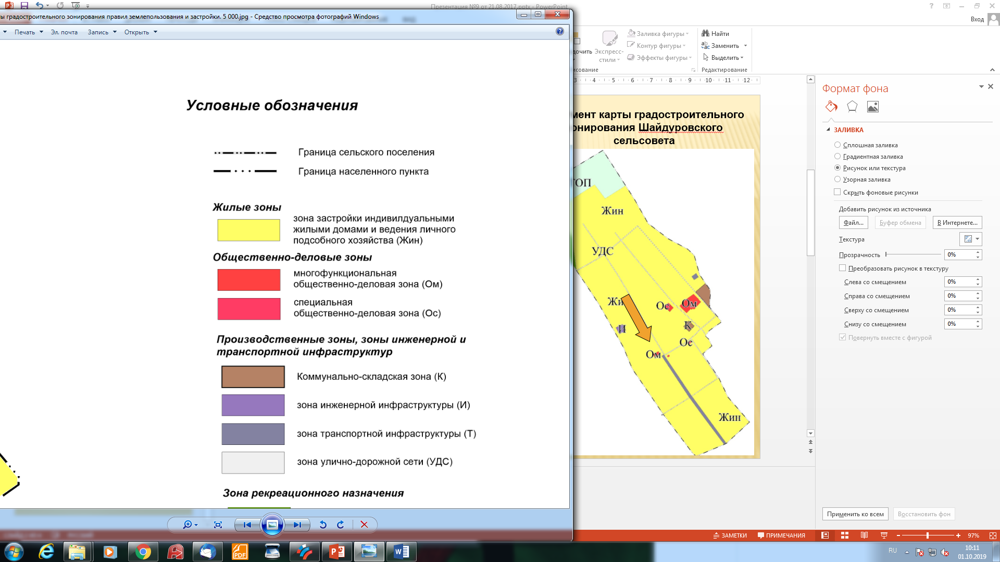 Презентация №9 от 21.08.2017.pptx - PowerPoint
ы градостроительного зонирования правил землепользования и застройки. 5 000.jpg - Средство просмотра фотографий Windows
Вход
Печать Эл. почта Запись Открыть
Заливка фигуры
Контур фигуры
Эффекты фигуры
дочить
Экспресс-
стили
исование
Найти
Заменить
Выделить
Редактирование
3 4 5 6 7 8 9 10 11 12
Условные обозначения
Граница сельского поселения
Граница населенного пункта
Жилые зоны
зона застройки индивилдуальными
жилыми домами и ведения личного
подсобного хозяйства (Жин)
Общественно-деловые зоны
многофункциональная
общественно-деловая зона (Ом)
специальная
общественно-деловая зона (Ос)
Производственные зоны, зоны инженерной и
транспортной инфраструктур
Коммунально-складская зона (К)
зона инженерной инфраструктуры (И)
зона транспортной инфраструктуры (Т)
зона улично-дорожной сети (УДС)
Зона рекреационного назначения
мент карты градостроительного
онирования Шайдуровского
сельсовета
ТОП
Жин
УДС
Жи
Ос
Ом
И
К
Ос
Ом
Жин
Формат фона
ЗАЛИВКА
Сплошная заливка
Градиентная заливка
Рисунок или текстура
Узорная заливка
Скрыть фоновые рисунки
Добавить рисунок из источника
Файл... Буфер обмена В Интернете...
Текстура
Прозрачность 0%
Преобразовать рисунок в текстуру
Слева со смещением 0%
Справа со смещением 0%
Сверху со смещением 0%
Снизу со смещением 0%
Повернуть вместе с фигурой
Применить ко всем Восстановить фон
ЗАМЕТКИ ПРИМЕЧАНИЯ 97%
RU
10:11
01.10.2019